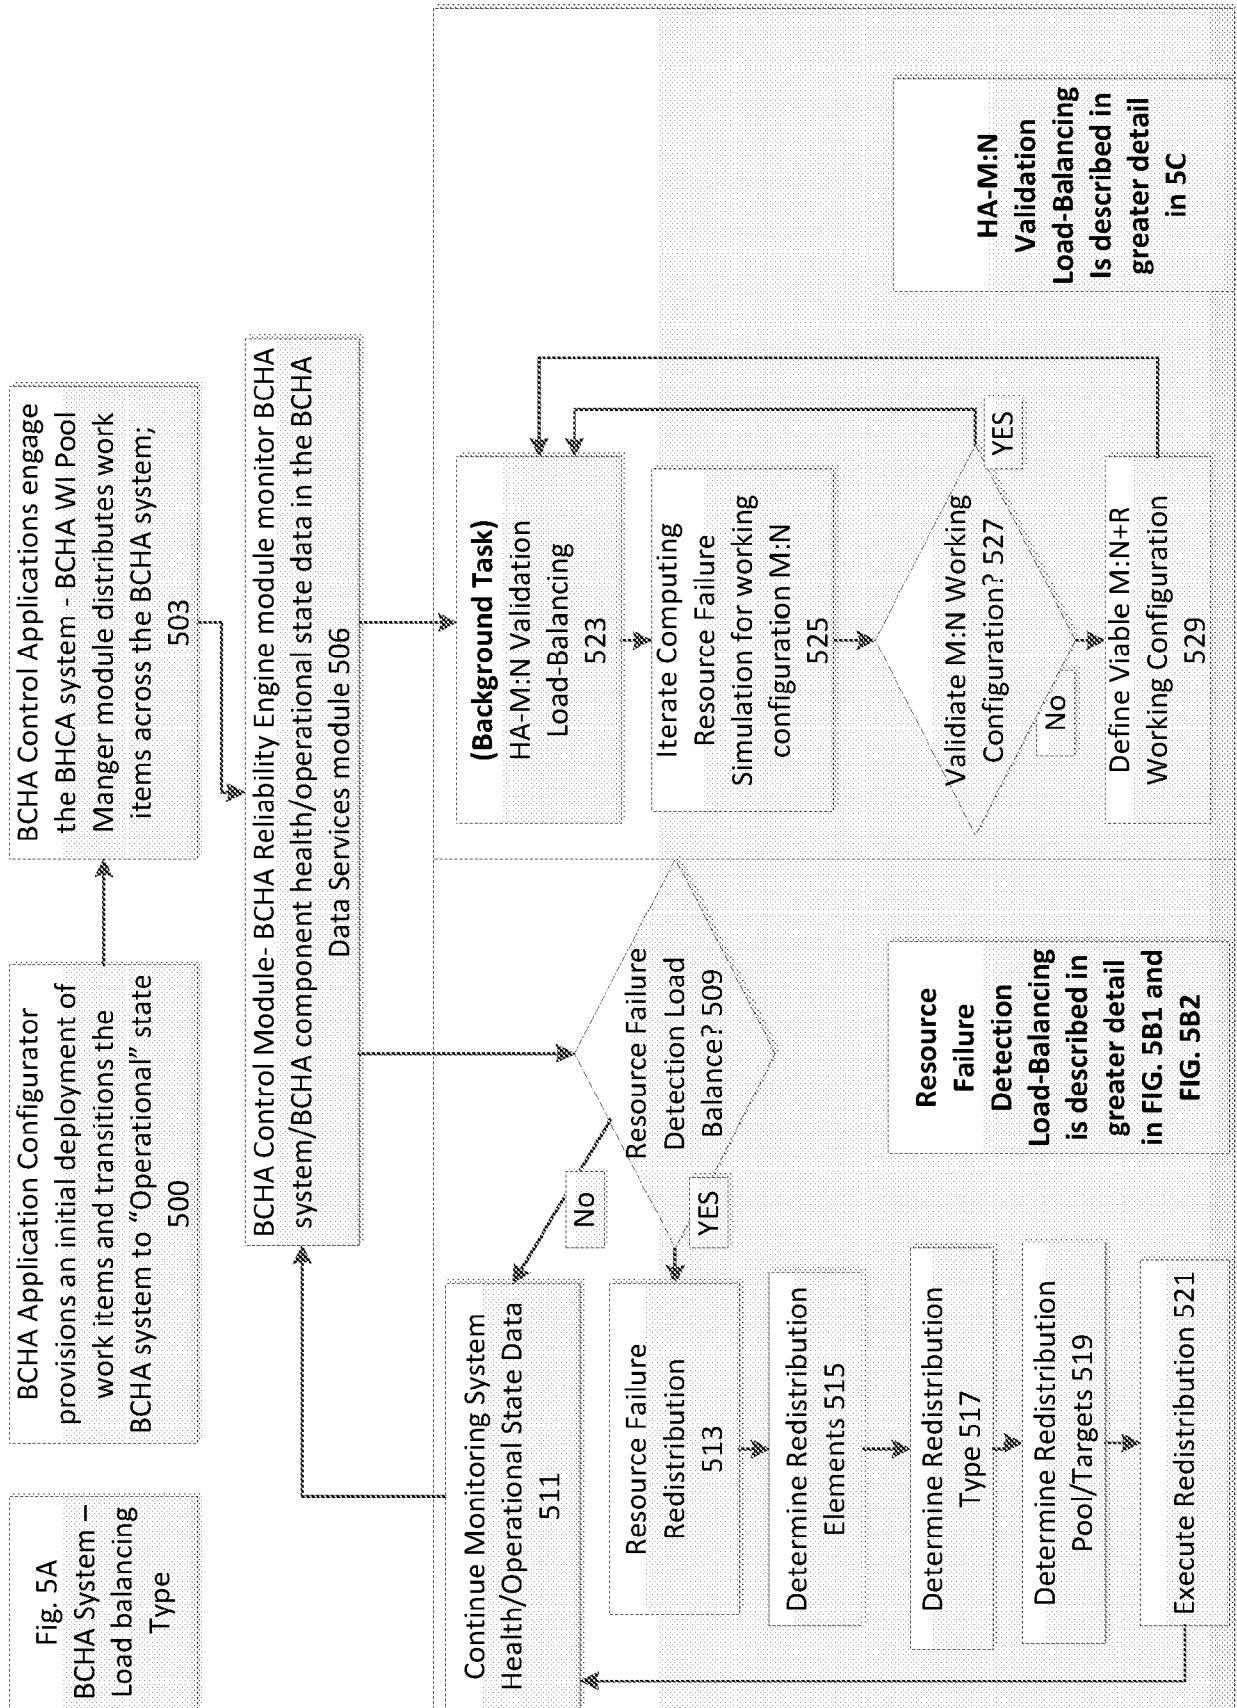 Fig. 5A
BCHA System –
Load balancing
Type
BCHA Application Configurator
provisions an initial deployment of
work items and transitions the
BCHA system to “Operational” state
500
BCHA Control Applications engage
the BHCA system - BCHA WI Pool
Manger module distributes work
items across the BCHA system;
503
BCHA Control Module- BCHA Reliability Engine module monitor BCHA
system/BCHA component health/operational state data in the BCHA
Data Services module 506
Continue Monitoring System
Health/Operational State Data
511
No
Resource Failure
Detection Load
Balance? 509
YES
Resource Failure
Redistribution
513
Determine Redistribution
Elements 515
Determine Redistribution
Type 517
Determine Redistribution
Pool/Targets 519
Execute Redistribution 521
Resource
Failure
Detection
Load-Balancing
is described in
greater detail
in FIG. 5B1 and
FIG. 5B2
(Background Task)
HA-M:N Validation
Load-Balancing
523
Iterate Computing
Resource Failure
Simulation for working
configuration M:N
525
Validiate M:N Working
Configuration? 527
YES
No
Define Viable M:N+R
Working Configuration
529
HA-M:N
Validation
Load-Balancing
Is described in
greater detail
in 5C